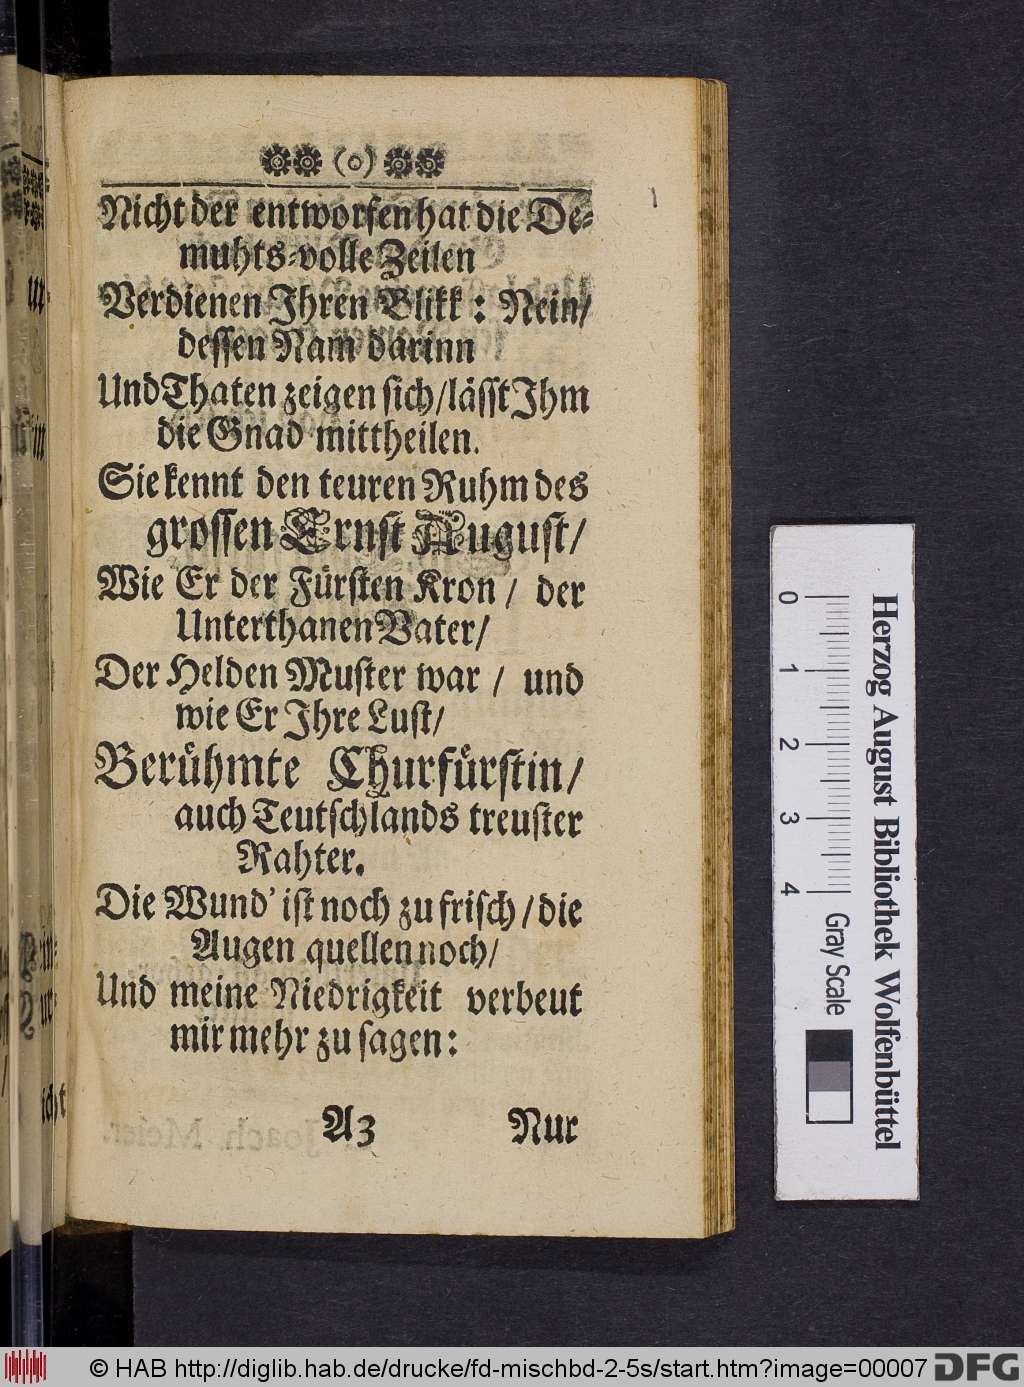 (o)
1
Nicht der entworfen hat die De-
muhts-volle Zeilen
Verdienen Ihren Blikk: Nein/
dessen Nam darinn
Und Thaten zeigen sich/lässt Ihm
die Gnad mittheilen.
Sie kennt den teuren Ruhm des
grossen Ernst August/
Wie Er der Fürsten Kron/ der
Unterthanen Vater/
Der Helden Muster war/ und
wie Er Ihre Lust/
Berühmte Churfürstin/
auch Teutschlands treuster
Rahter.
Die Wund' ist noch zu frisch/die
Augen quellen noch/
Und meine Niedrigkeit verbeut
mir mehr zu sagen:
A3 Nur
0 1 2 3 4
Gray Scale
Herzog August Bibliothek Wolfenbüttel
© HAB http://diglib.hab.de/drucke/fd-mischbd-2-5s/start.htm?image=00007 DFG